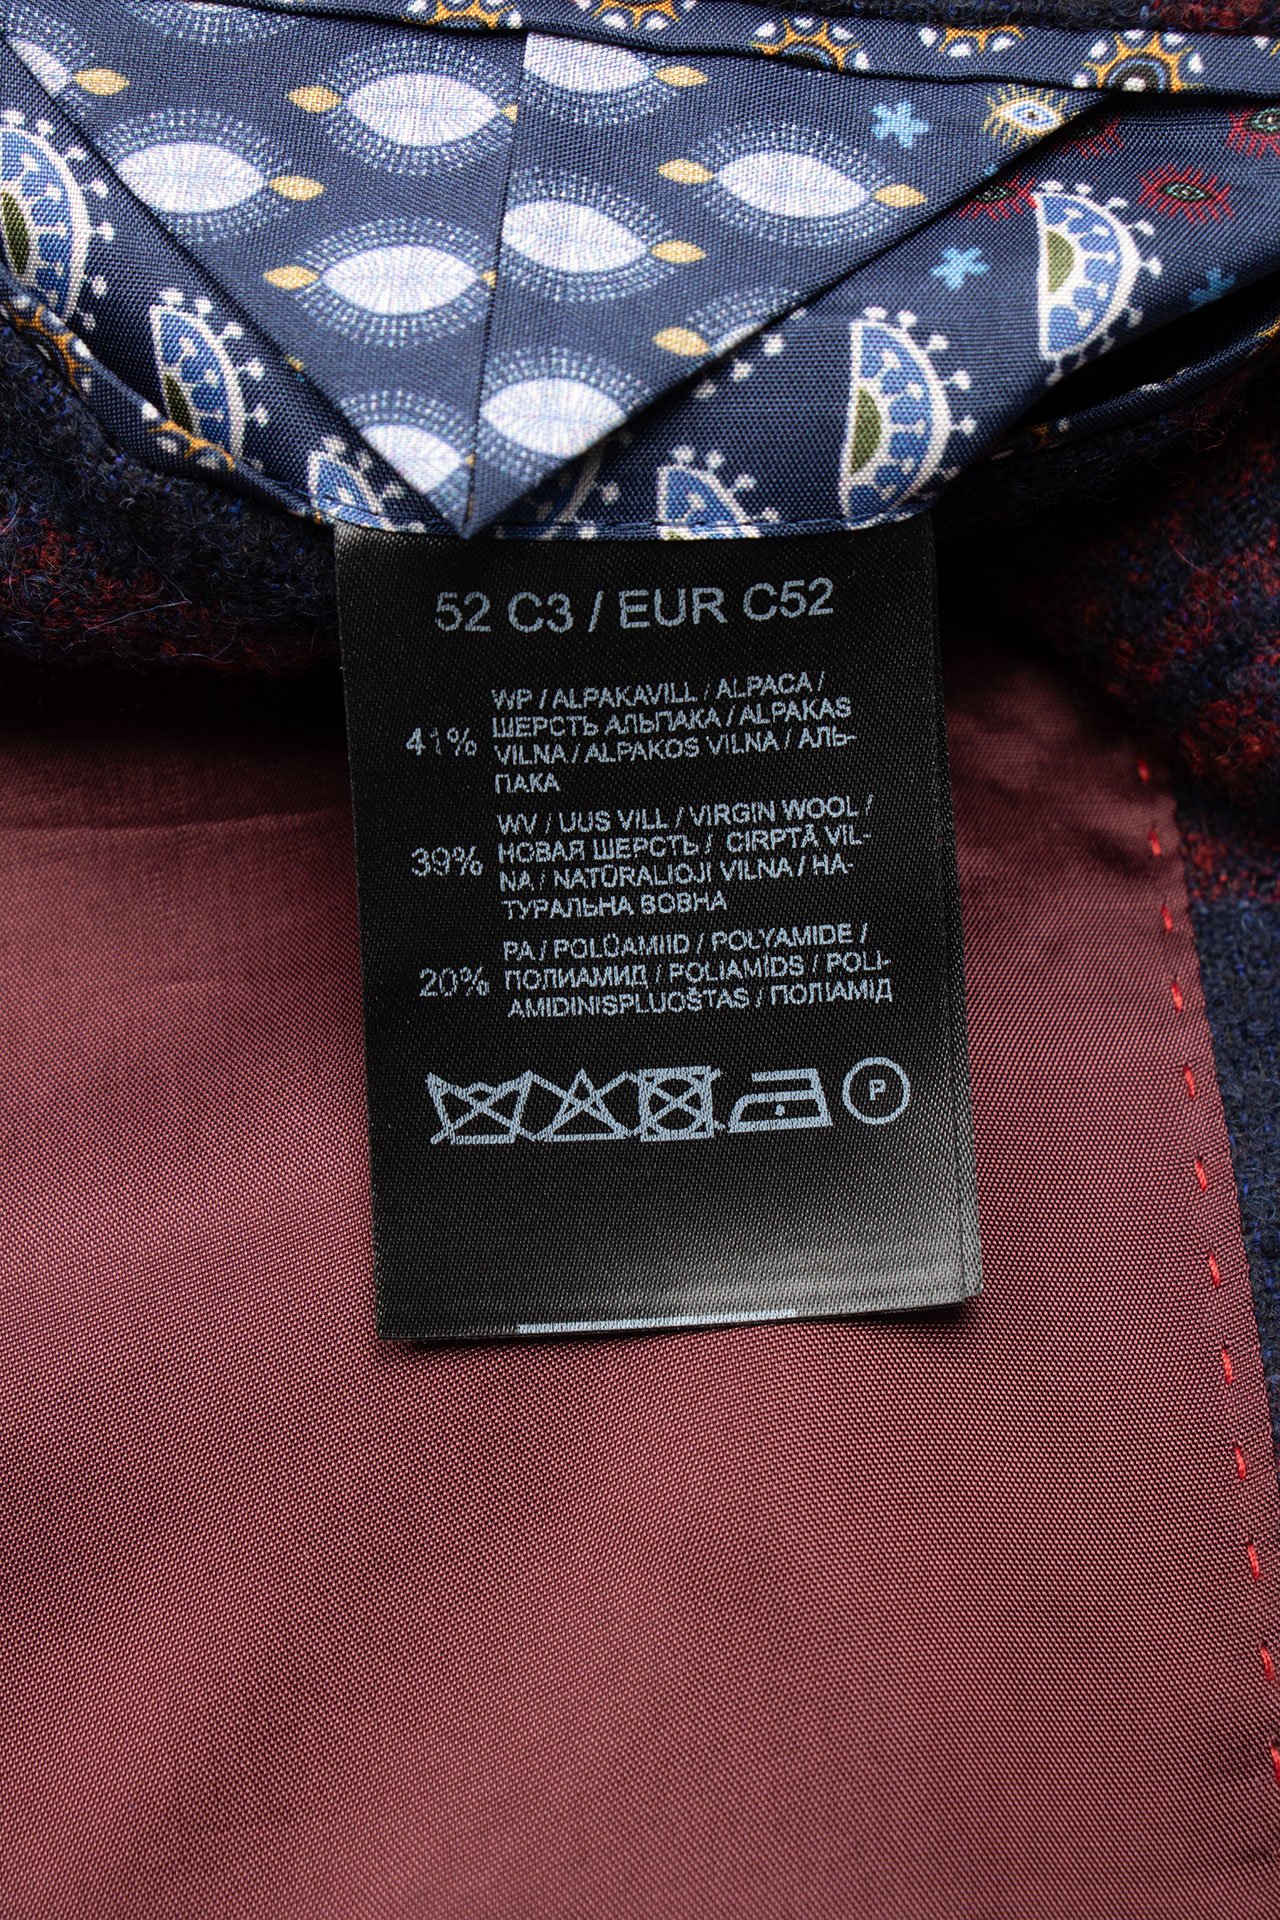 52 C3 / EUR C52
WP / ALPAKAVILL / ALPACA /
ШЕРСТЬ АЛЬПАКА / ALPAKAS
41% VILNA / ALPAKOS VILNA / АЛЬ-
ПАКА
WV / UUS VILL / VIRGIN WOOL /
39% НОВАЯ ШЕРСТЬ / CIRPTĀ VIL-
NA / NATŪRALIOJI VILNA / НА-
ТУРАЛЬНА ВОВНА
PA / POLÜAMIID / POLYAMIDE /
20% ПОЛИАМИД / POLIAMIDS / POLI-
AMIDINISPLUOŠTAS / ПОЛІАМІД
P